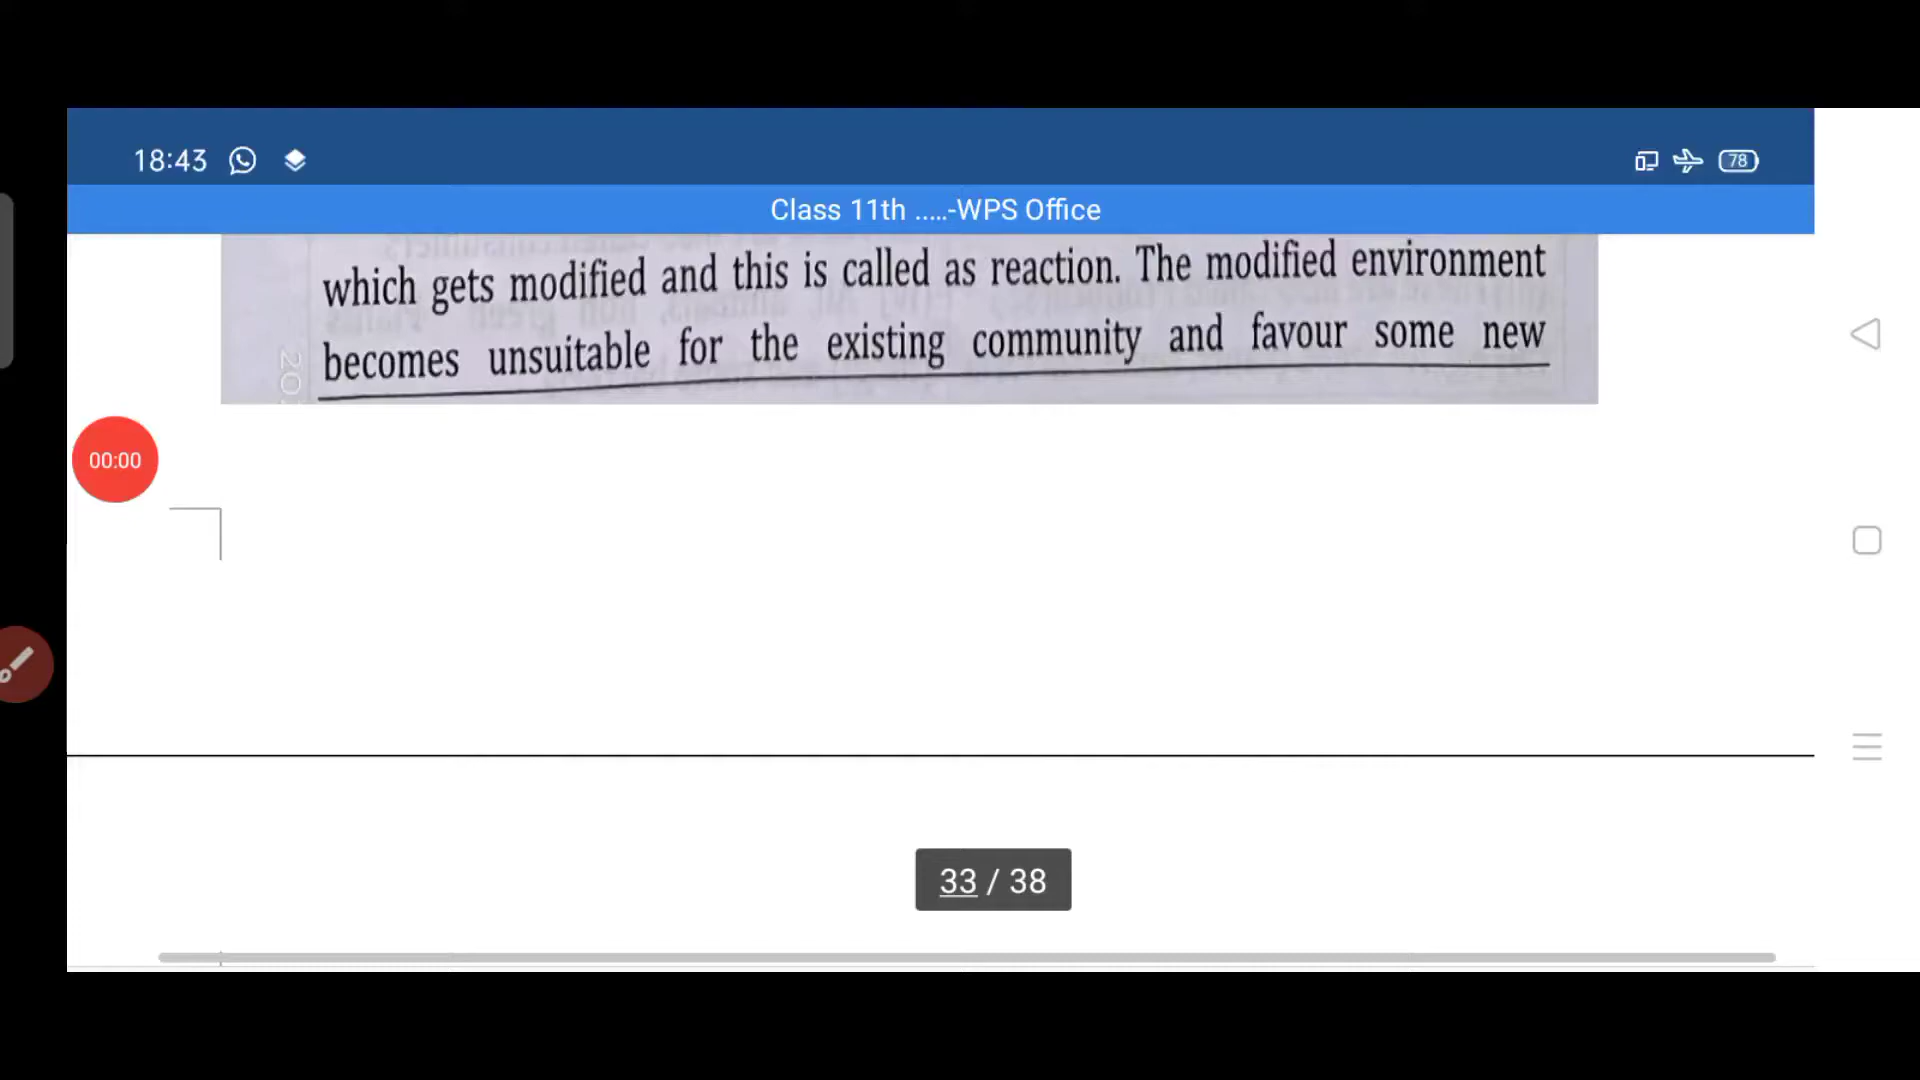 18:43
78
Class 11th .....-WPS Office
which gets modified and this is called as reaction. The modified environment
becomes unsuitable for the existing community and favour some new
20
00:00
33 / 38